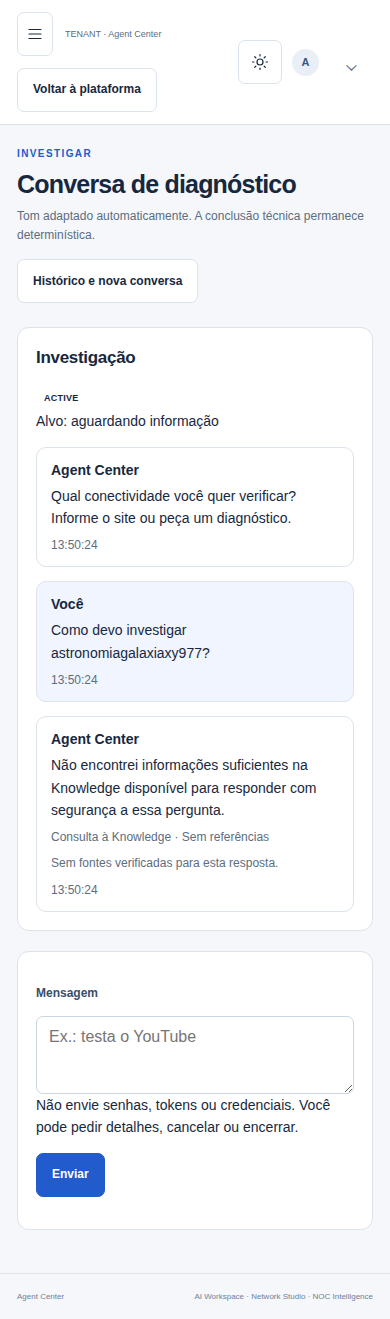 TENANT · Agent Center
Voltar à plataforma
A
INVESTIGAR
Conversa de diagnóstico
Tom adaptado automaticamente. A conclusão técnica permanece
determinística.
Histórico e nova conversa
Investigação
ACTIVE
Alvo: aguardando informação
Agent Center
Qual conectividade você quer verificar?
Informe o site ou peça um diagnóstico.
13:50:24
Você
Como devo investigar
astronomiagalaxiaxy977?
13:50:24
Agent Center
Não encontrei informações suficientes na
Knowledge disponível para responder com
segurança a essa pergunta.
Consulta à Knowledge · Sem referências
Sem fontes verificadas para esta resposta.
13:50:24
Mensagem
Ex.: testa o YouTube
Não envie senhas, tokens ou credenciais. Você
pode pedir detalhes, cancelar ou encerrar.
Enviar
Agent Center
AI Workspace · Network Studio · NOC Intelligence